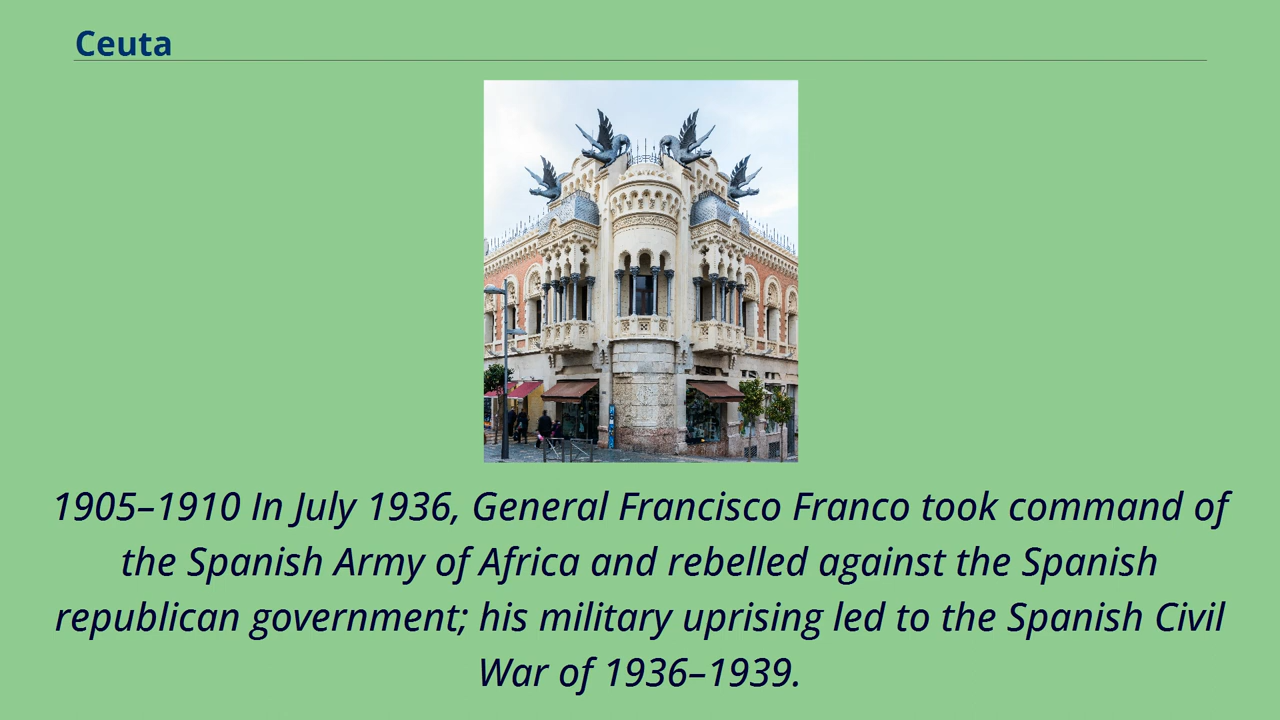 Ceuta
1905–1910 In July 1936, General Francisco Franco took command of
the Spanish Army of Africa and rebelled against the Spanish
republican government; his military uprising led to the Spanish Civil
War of 1936–1939.